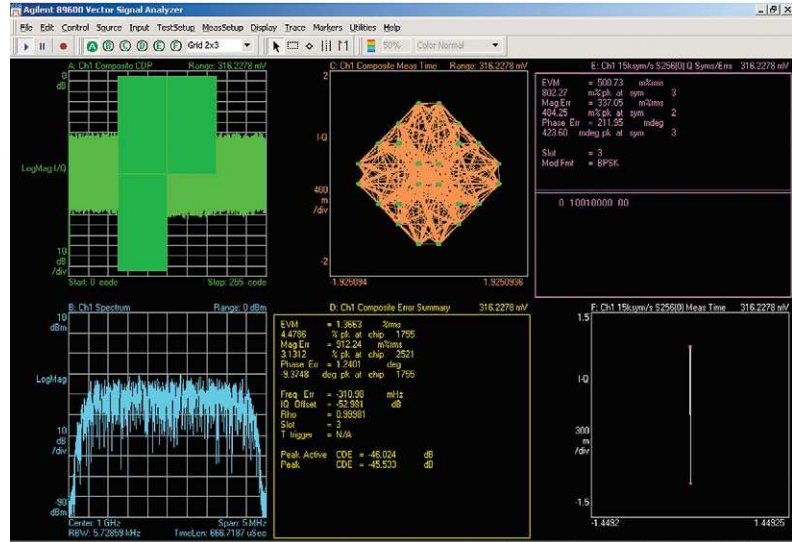 Agilent 89600 Vector Signal Analyzer
File Edit Control Source Input TestSetup MeasSetup Display Trace Markers Utilities Help
A B C D E F Grid 2x3 50% Color Normal
A: Ch1 Composite CDP Range: 316.2278 mV
0
dB
LogMag I/Q
10
dB
/div
Start: 0 code Stop: 255 code
C: Ch1 Composite Meas Time Range: 316.2278 mV
2
I-Q
400
m
/div
-2
-1.925094 1.9250936
E: Ch1 15ksym/s S256[0] Q Syms/Errs 316.2278 mV
EVM = 500.73 m%rms
802.27 m% pk at sym 3
Mag Err = 337.05 m%rms
404.25 m% pk at sym 2
Phase Err = 211.95 mdeg
423.60 mdeg pk at sym 3
Slot = 3
Mod Fmt = BPSK
0 10010000 00
B: Ch1 Spectrum Range: 0 dBm
10
dBm
LogMag
10
dB
/div
-90
dBm
Center: 1 GHz Span: 5 MHz
RBW: 5.72859 kHz TimeLen: 666.7187 uSec
D: Ch1 Composite Error Summary 316.2278 mV
EVM = 1.3663 %rms
4.4786 % pk at chip 1755
Mag Err = 912.24 m%rms
3.1312 % pk at chip 2521
Phase Err = 1.2401 deg
-9.3748 deg pk at chip 1755
Freq Err = -310.98 mHz
IQ Offset = -52.981 dB
Rho = 0.99981
Slot = 3
T trigger = N/A
Peak Active CDE = -46.024 dB
Peak CDE = -45.533 dB
F: Ch1 15ksym/s S256[0] Meas Time 316.2278 mV
1.5
I-Q
300
m
/div
-1.5
-1.4492 1.44925